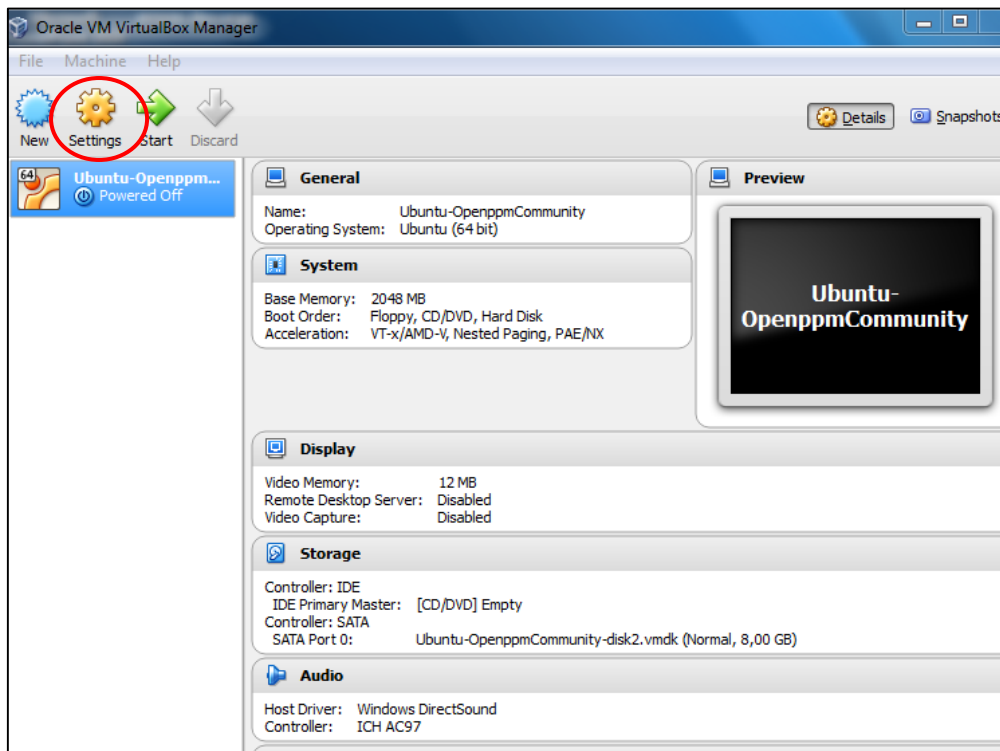 Oracle VM VirtualBox Manager
File Machine Help
New Settings Start Discard
Details Snapshots
64 Ubuntu-Openppm...
Powered Off
General
Name: Ubuntu-OpenppmCommunity
Operating System: Ubuntu (64 bit)
System
Base Memory: 2048 MB
Boot Order: Floppy, CD/DVD, Hard Disk
Acceleration: VT-x/AMD-V, Nested Paging, PAE/NX
Preview
Ubuntu-
OpenppmCommunity
Display
Video Memory: 12 MB
Remote Desktop Server: Disabled
Video Capture: Disabled
Storage
Controller: IDE
IDE Primary Master: [CD/DVD] Empty
Controller: SATA
SATA Port 0: Ubuntu-OpenppmCommunity-disk2.vmdk (Normal, 8,00 GB)
Audio
Host Driver: Windows DirectSound
Controller: ICH AC97